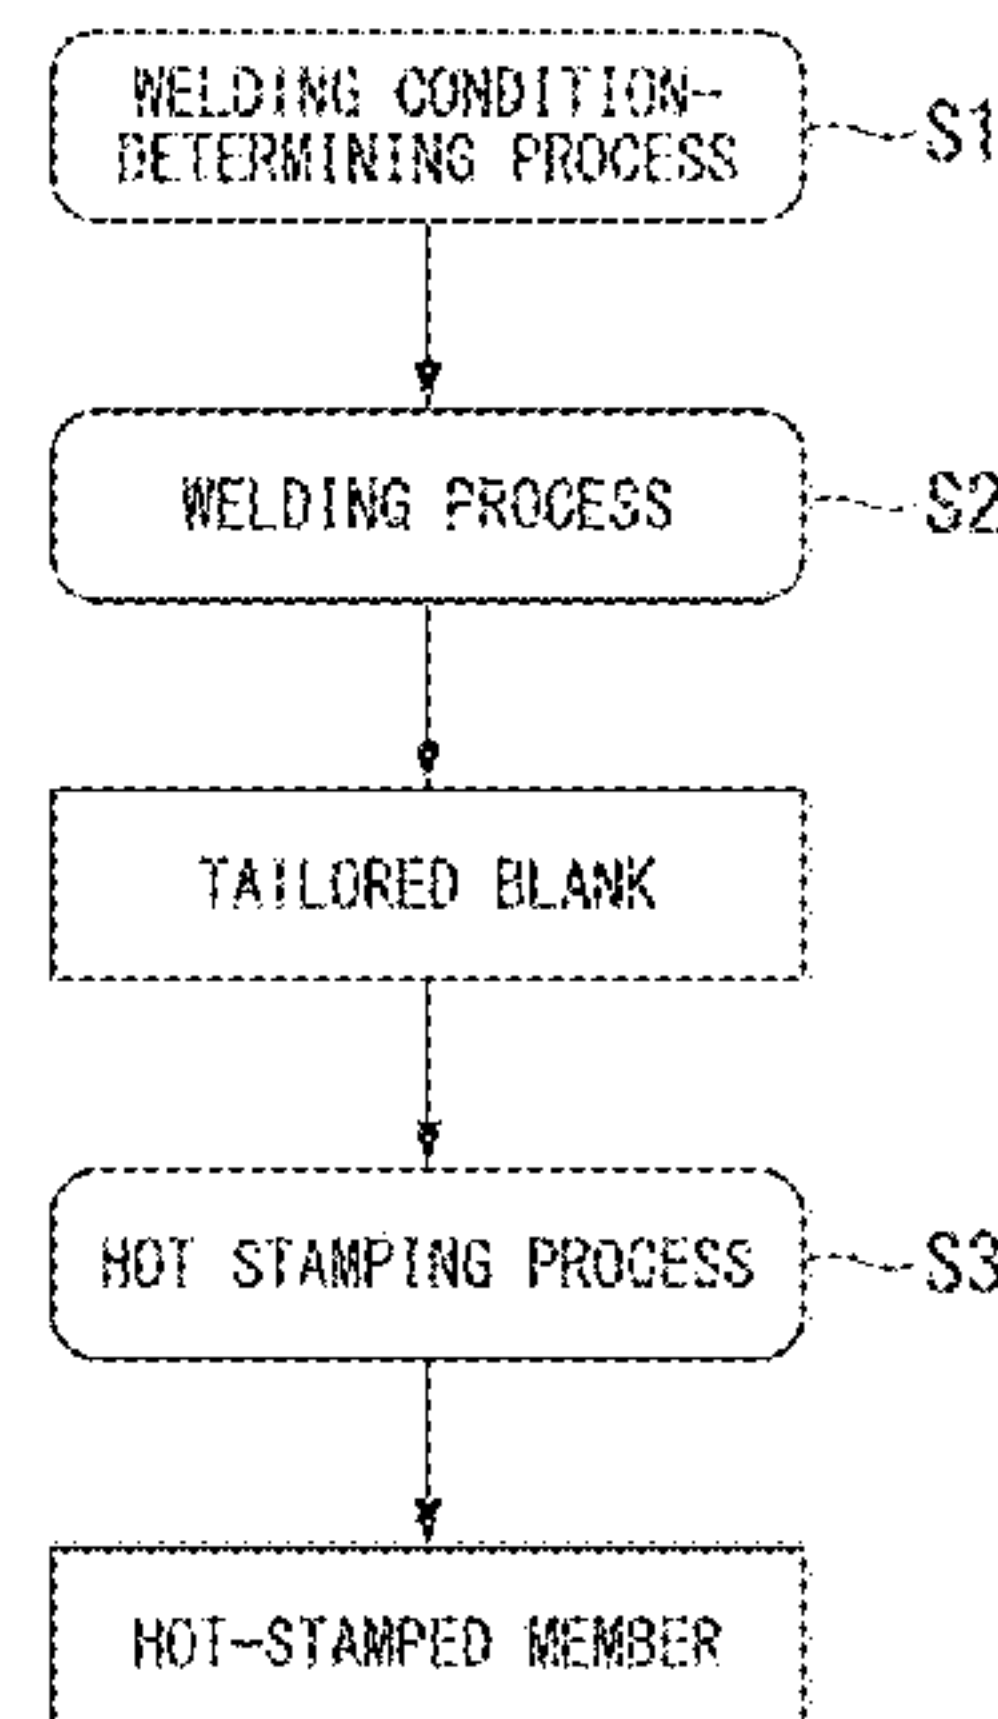 WELDING CONDITION-
DETERMINING PROCESS
S1
WELDING PROCESS
S2
TAILORED BLANK
HOT STAMPING PROCESS
S3
HOT-STAMPED MEMBER